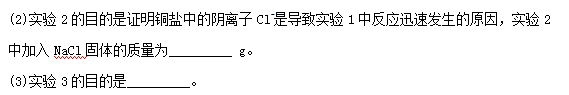 (2)实验 2 的目的是证明铜盐中的阴离子 Cl⁻是导致实验 1 中反应迅速发生的原因，实验 2
中加入 NaCl 固体的质量为________ g。
(3)实验 3 的目的是________。